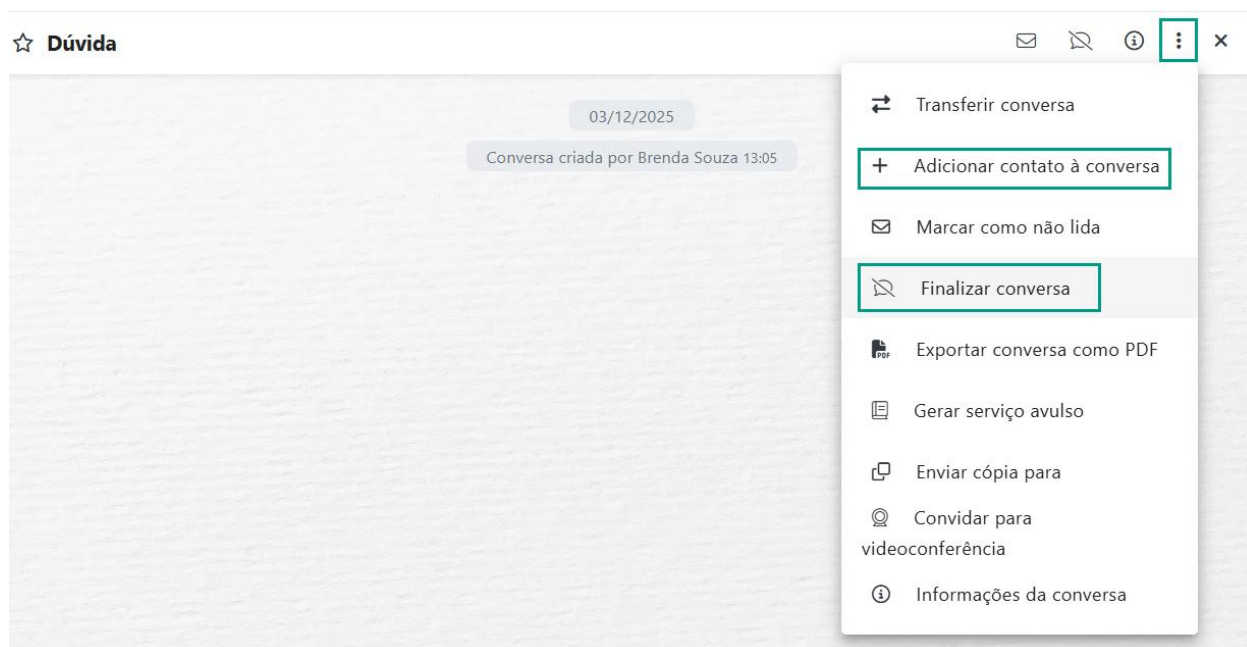 Dúvida
03/12/2025
Conversa criada por Brenda Souza 13:05
Transferir conversa
Adicionar contato à conversa
Marcar como não lida
Finalizar conversa
PDF
Exportar conversa como PDF
Gerar serviço avulso
Enviar cópia para
Convidar para
videoconferência
Informações da conversa